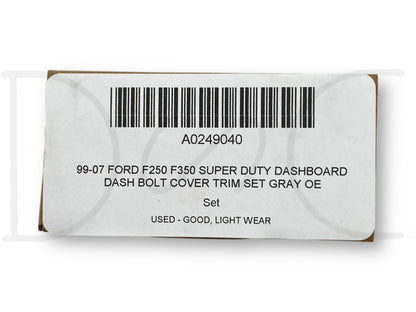 A0249040
99-07 FORD F250 F350 SUPER DUTY DASHBOARD
DASH BOLT COVER TRIM SET GRAY OE
Set
USED - GOOD, LIGHT WEAR